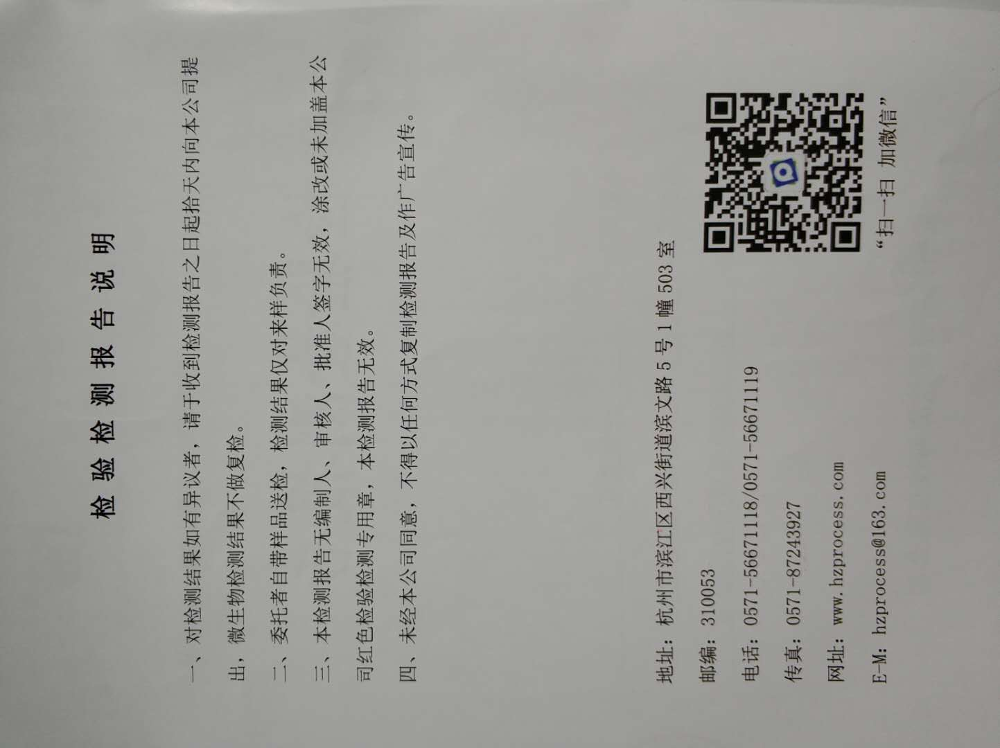 检验检测报告说明
一、对检测结果如有异议者，请于收到检测报告之日起拾天内向本公司提
出，微生物检测结果不做复检。
二、委托者自带样品送检，检测结果仅对来样负责。
三、本检测报告无编制人、审核人、批准人签字无效，涂改或未加盖本公
司红色检验检测专用章，本检测报告无效。
四、未经本公司同意，不得以任何方式复制检测报告及作广告宣传。
地址：杭州市滨江区西兴街道滨文路5号1幢503室
邮编：310053
电话：0571-56671118/0571-56671119
传真：0571-87243927
网址：www.hzprocess.com
E-M：hzprocess@163.com
“扫一扫 加微信”